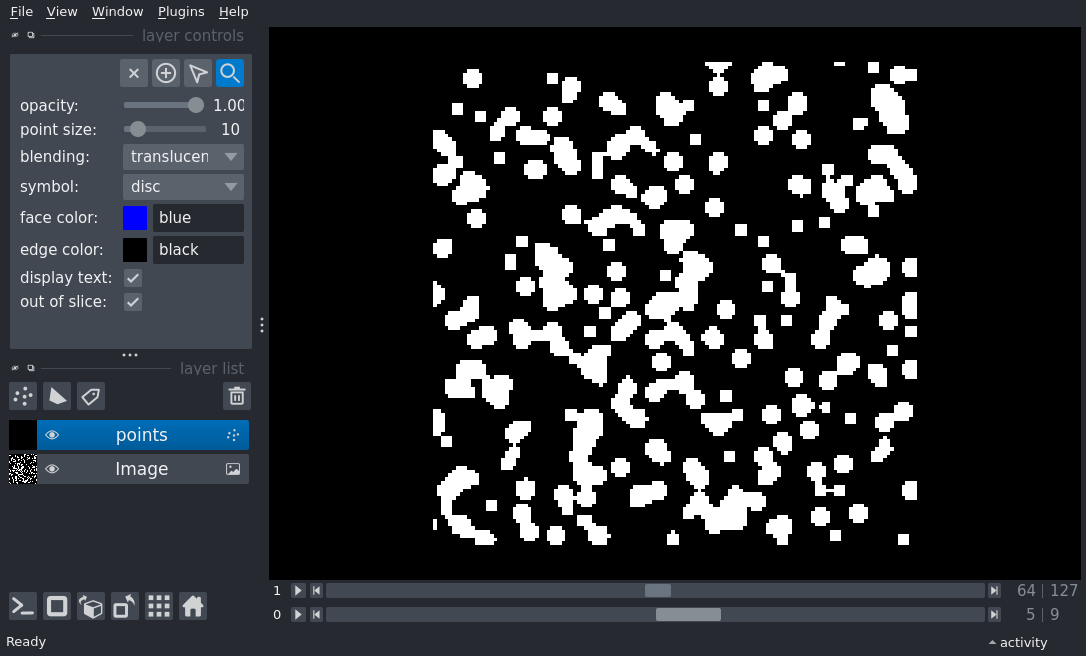 File View Window Plugins Help
layer controls
opacity: 1.00
point size: 10
blending: translucen
symbol: disc
face color: blue
edge color: black
display text:
out of slice:
layer list
points
Image
1 64 | 127
0 5 | 9
Ready activity